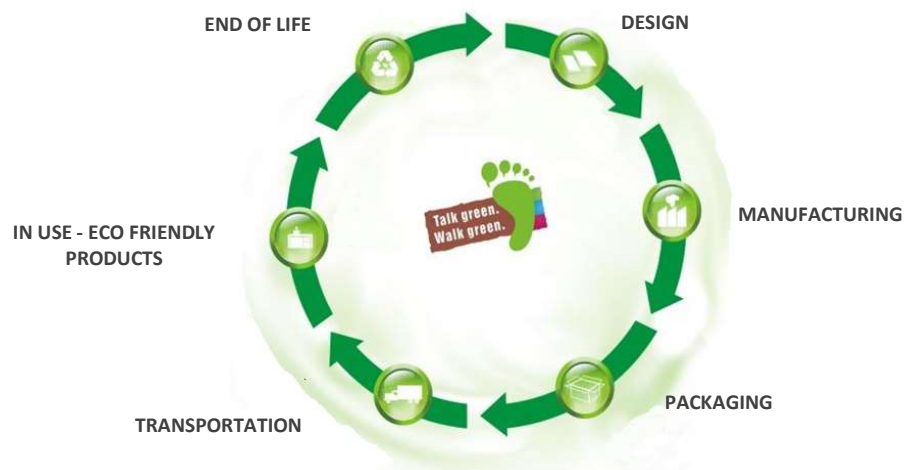 END OF LIFE
DESIGN
MANUFACTURING
PACKAGING
TRANSPORTATION
IN USE - ECO FRIENDLY
PRODUCTS
Talk green.
Walk green.